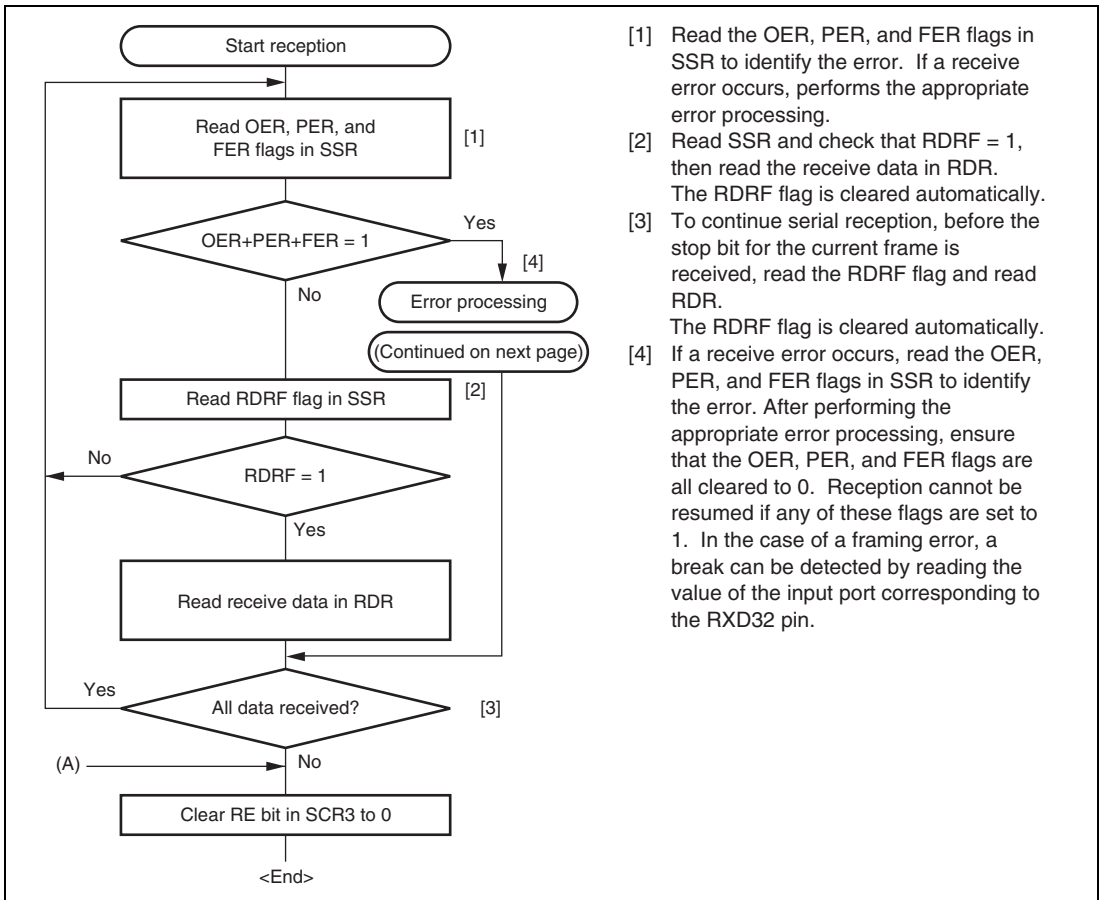 Start reception
Read OER, PER, and
FER flags in SSR
[1]
OER+PER+FER = 1
Yes
[4]
No
Error processing
(Continued on next page)
Read RDRF flag in SSR
[2]
No
RDRF = 1
Yes
Read receive data in RDR
Yes
All data received?
[3]
(A)
No
Clear RE bit in SCR3 to 0
<End>
[1] Read the OER, PER, and FER flags in
SSR to identify the error. If a receive
error occurs, performs the appropriate
error processing.
[2] Read SSR and check that RDRF = 1,
then read the receive data in RDR.
The RDRF flag is cleared automatically.
[3] To continue serial reception, before the
stop bit for the current frame is
received, read the RDRF flag and read
RDR.
The RDRF flag is cleared automatically.
[4] If a receive error occurs, read the OER,
PER, and FER flags in SSR to identify
the error. After performing the
appropriate error processing, ensure
that the OER, PER, and FER flags are
all cleared to 0. Reception cannot be
resumed if any of these flags are set to
1. In the case of a framing error, a
break can be detected by reading the
value of the input port corresponding to
the RXD32 pin.